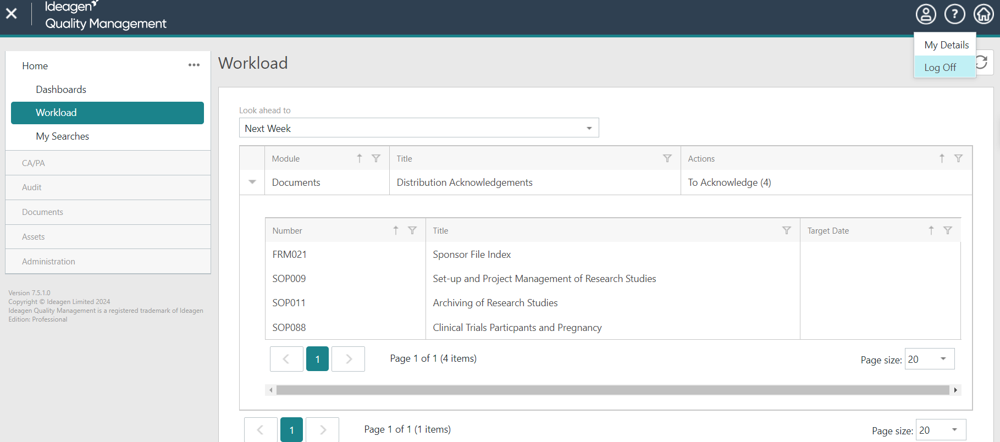 Ideagen
Quality Management
?
My Details
Log Off
Home
Dashboards
Workload
My Searches
CA/PA
Audit
Documents
Assets
Administration
Version 7.5.1.0
Copyright © Ideagen Limited 2024
Ideagen Quality Management is a registered trademark of Ideagen
Edition: Professional
Workload
Look ahead to
Next Week
Module Title Actions
Documents Distribution Acknowledgements To Acknowledge (4)
Number Title Target Date
FRM021 Sponsor File Index
SOP009 Set-up and Project Management of Research Studies
SOP011 Archiving of Research Studies
SOP088 Clinical Trials Particpants and Pregnancy
1 Page 1 of 1 (4 items) Page size: 20
1 Page 1 of 1 (1 items) Page size: 20